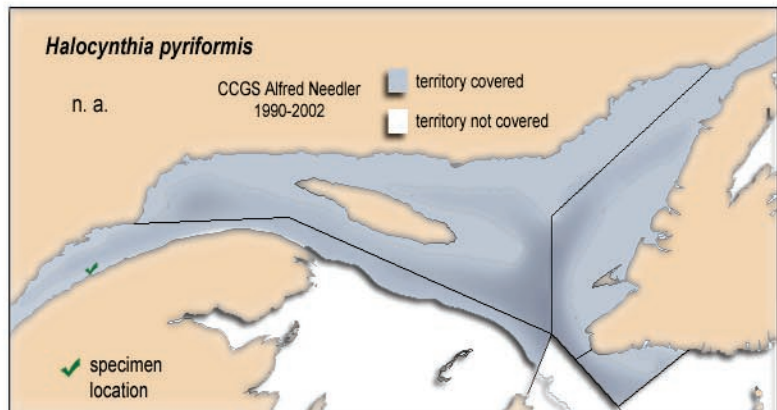 Halocynthia pyriformis
n. a.
CCGS Alfred Needler
1990-2002
territory covered
territory not covered
specimen
location